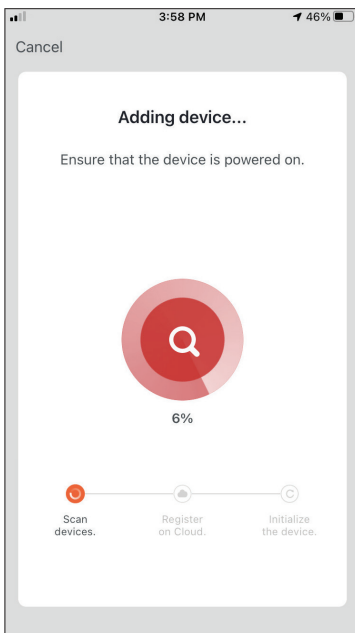 3:58 PM
46%
Cancel
Adding device...
Ensure that the device is powered on.
6%
Scan
devices.
Register
on Cloud.
Initialize
the device.